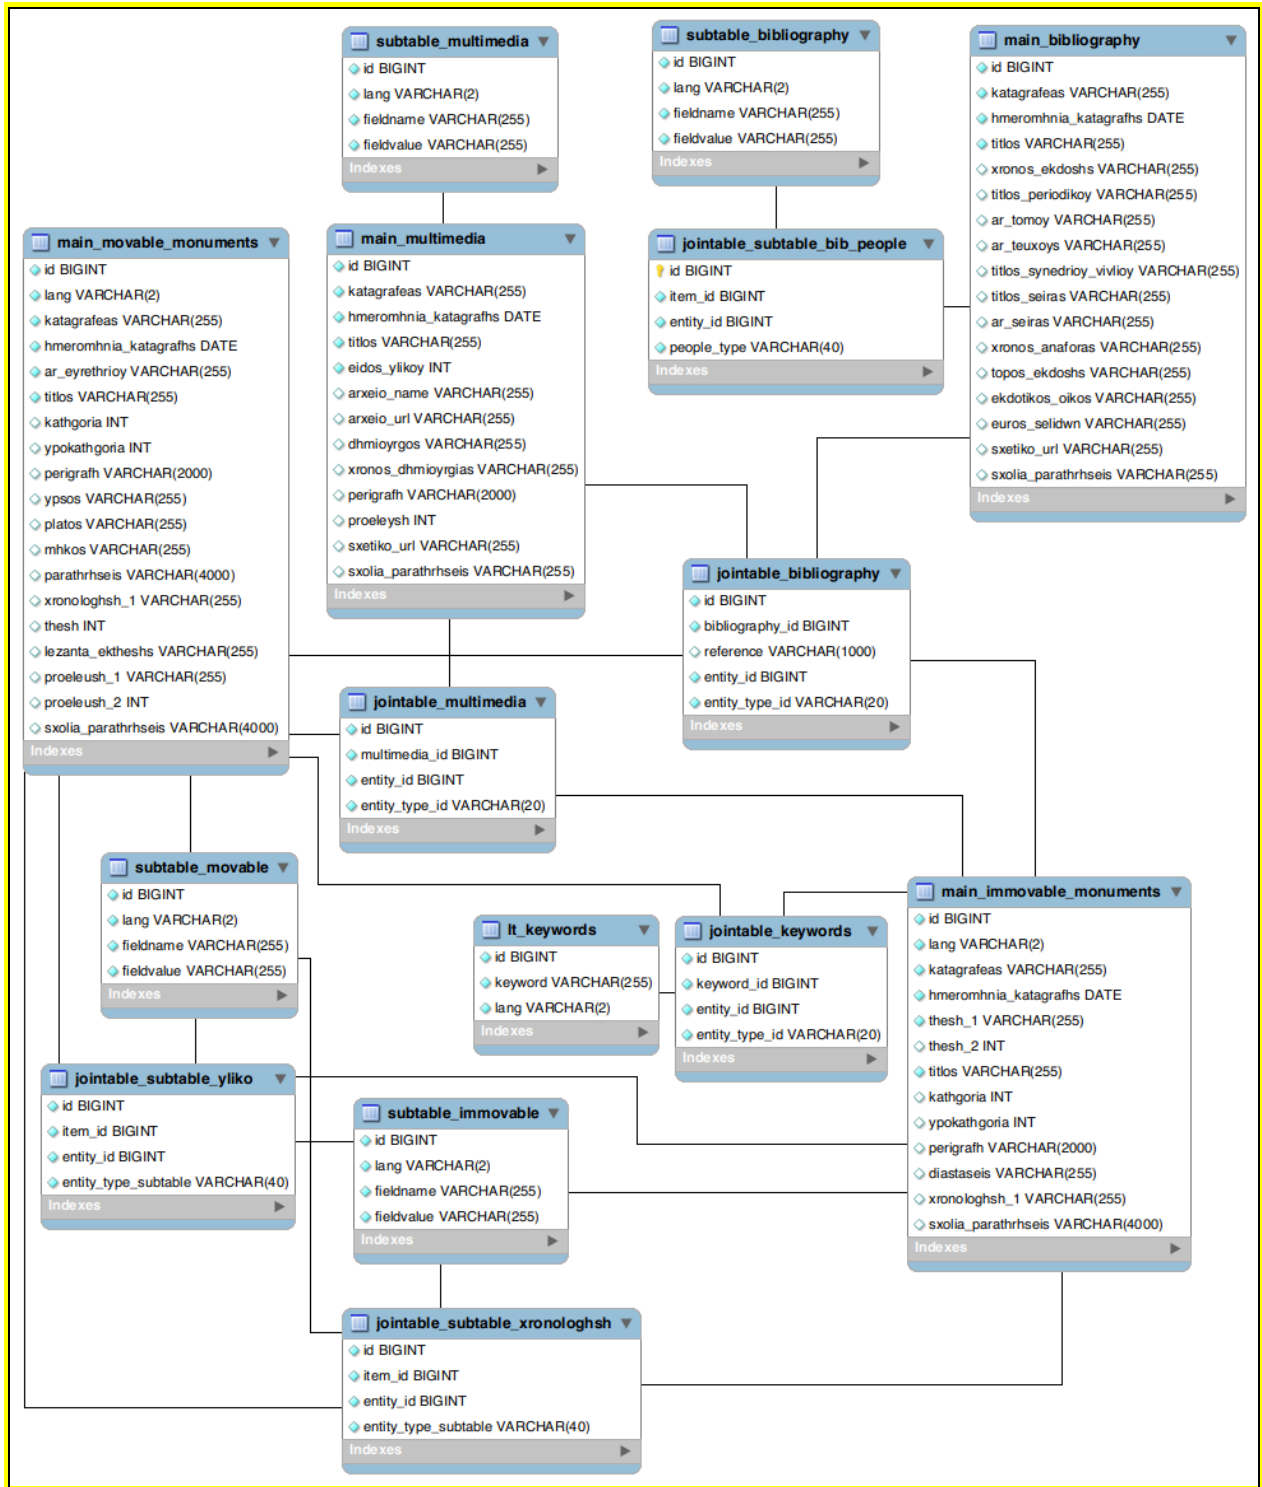 subtable_multimedia
id BIGINT
lang VARCHAR(2)
fieldname VARCHAR(255)
fieldvalue VARCHAR(255)
Indexes
subtable_bibliography
id BIGINT
lang VARCHAR(2)
fieldname VARCHAR(255)
fieldvalue VARCHAR(255)
Indexes
main_bibliography
id BIGINT
katagrafeas VARCHAR(255)
hmeromhnia_katagrafhs DATE
titlos VARCHAR(255)
xronos_ekdoshs VARCHAR(255)
titlos_periodikoy VARCHAR(255)
ar_tomoy VARCHAR(255)
ar_teuxoys VARCHAR(255)
titlos_synedrioy_vivlioy VARCHAR(255)
titlos_seiras VARCHAR(255)
ar_seiras VARCHAR(255)
xronos_anaforas VARCHAR(255)
topos_ekdoshs VARCHAR(255)
ekdotikos_oikos VARCHAR(255)
euros_selidwn VARCHAR(255)
sxetiko_url VARCHAR(255)
sxolia_parathrhseis VARCHAR(255)
Indexes
main_movable_monuments
id BIGINT
lang VARCHAR(2)
katagrafeas VARCHAR(255)
hmeromhnia_katagrafhs DATE
ar_eyrethrioy VARCHAR(255)
titlos VARCHAR(255)
kathgoria INT
ypokathgoria INT
perigrafh VARCHAR(2000)
ypsos VARCHAR(255)
platos VARCHAR(255)
mhkos VARCHAR(255)
parathrhseis VARCHAR(4000)
xronologhsh_1 VARCHAR(255)
thesh INT
lezanta_ektheshs VARCHAR(255)
proeleush_1 VARCHAR(255)
proeleush_2 INT
sxolia_parathrhseis VARCHAR(4000)
Indexes
main_multimedia
id BIGINT
katagrafeas VARCHAR(255)
hmeromhnia_katagrafhs DATE
titlos VARCHAR(255)
eidos_ylikoy INT
arxeio_name VARCHAR(255)
arxeio_url VARCHAR(255)
dhmioyrgos VARCHAR(255)
xronos_dhmioyrgias VARCHAR(255)
perigrafh VARCHAR(2000)
proeleysh INT
sxetiko_url VARCHAR(255)
sxolia_parathrhseis VARCHAR(255)
Indexes
jointable_subtable_bib_people
id BIGINT
item_id BIGINT
entity_id BIGINT
people_type VARCHAR(40)
Indexes
jointable_bibliography
id BIGINT
bibliography_id BIGINT
reference VARCHAR(1000)
entity_id BIGINT
entity_type_id VARCHAR(20)
Indexes
jointable_multimedia
id BIGINT
multimedia_id BIGINT
entity_id BIGINT
entity_type_id VARCHAR(20)
Indexes
subtable_movable
id BIGINT
lang VARCHAR(2)
fieldname VARCHAR(255)
fieldvalue VARCHAR(255)
Indexes
lt_keywords
id BIGINT
keyword VARCHAR(255)
lang VARCHAR(2)
Indexes
jointable_keywords
id BIGINT
keyword_id BIGINT
entity_id BIGINT
entity_type_id VARCHAR(20)
Indexes
main_immovable_monuments
id BIGINT
lang VARCHAR(2)
katagrafeas VARCHAR(255)
hmeromhnia_katagrafhs DATE
thesh_1 VARCHAR(255)
thesh_2 INT
titlos VARCHAR(255)
kathgoria INT
ypokathgoria INT
perigrafh VARCHAR(2000)
diastaseis VARCHAR(255)
xronologhsh_1 VARCHAR(255)
sxolia_parathrhseis VARCHAR(4000)
Indexes
jointable_subtable_yliko
id BIGINT
item_id BIGINT
entity_id BIGINT
entity_type_subtable VARCHAR(40)
Indexes
subtable_immovable
id BIGINT
lang VARCHAR(2)
fieldname VARCHAR(255)
fieldvalue VARCHAR(255)
Indexes
jointable_subtable_xronologhsh
id BIGINT
item_id BIGINT
entity_id BIGINT
entity_type_subtable VARCHAR(40)
Indexes